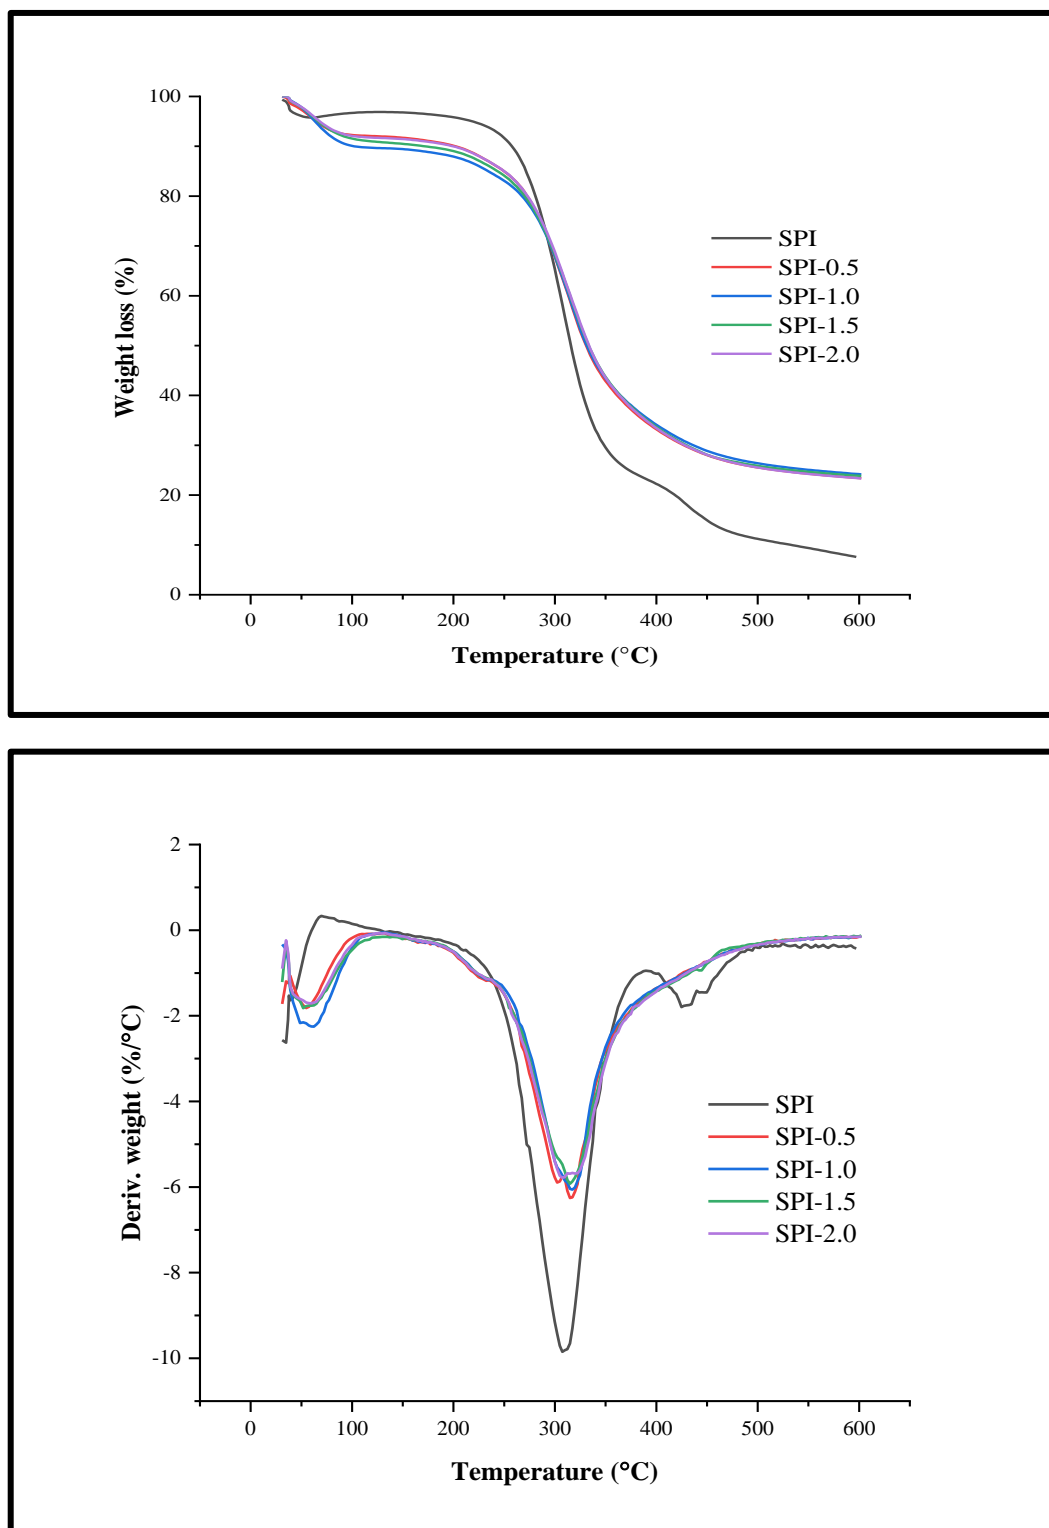 100
80
60
40
20
0
Weight loss (%)
SPI
SPI-0.5
SPI-1.0
SPI-1.5
SPI-2.0
0 100 200 300 400 500 600
Temperature (°C)
2
0
-2
-4
-6
-8
-10
Deriv. weight (%/°C)
SPI
SPI-0.5
SPI-1.0
SPI-1.5
SPI-2.0
0 100 200 300 400 500 600
Temperature (°C)